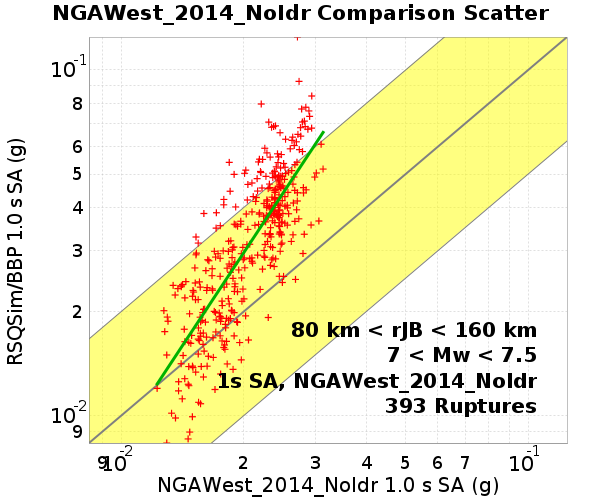 NGAWest_2014_NoIdr Comparison Scatter
RSQSim/BBP 1.0 s SA (g)
10-1
8
6
5
4
3
2
10-2
9
80 km < rJB < 160 km
7 < Mw < 7.5
1s SA, NGAWest_2014_NoIdr
393 Ruptures
9 10-2 2 3 4 5 6 7 8 10-1
NGAWest_2014_NoIdr 1.0 s SA (g)